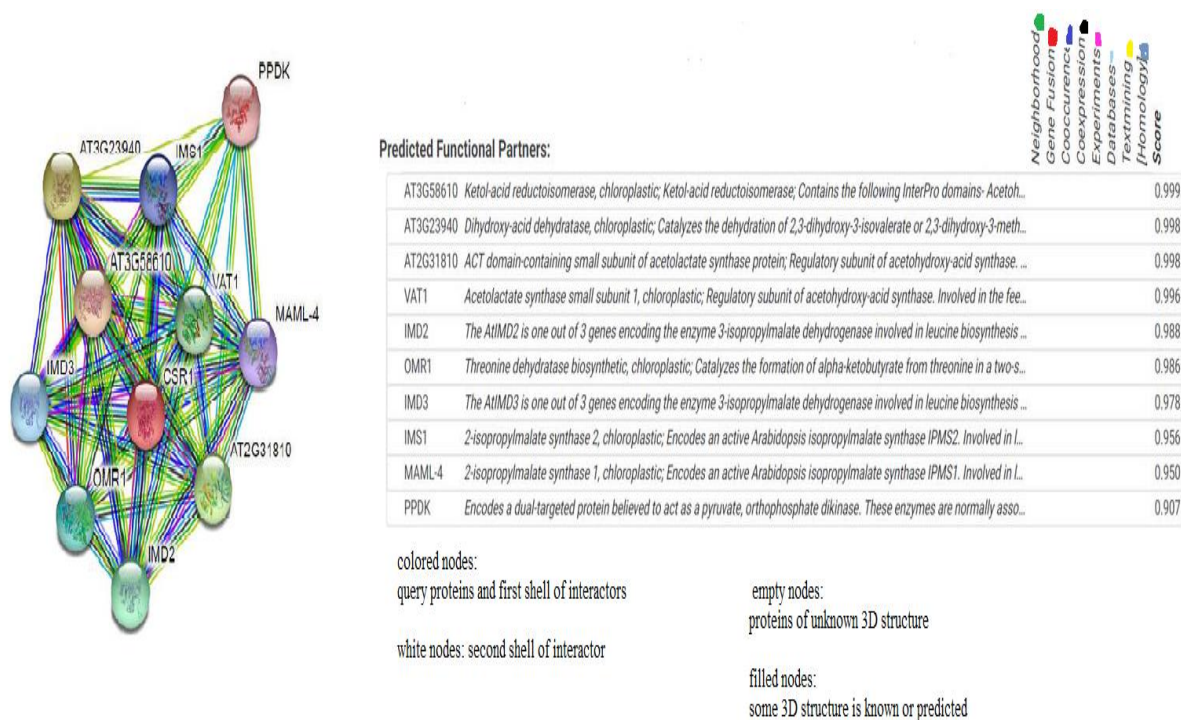 PPDK
AT3G23940
IMS1
AT3G58610
VAT1
MAML-4
IMD3
CSR1
AT2G31810
OMR1
IMD2
Neighborhood
Gene Fusion
Cooccurence
Coexpression
Experiments
Databases
Textmining
[Homology]
Score
Predicted Functional Partners:
AT3G58610 Ketol-acid reductoisomerase, chloroplastic; Ketol-acid reductoisomerase; Contains the following InterPro domains- Acetoh... 0.999
AT3G23940 Dihydroxy-acid dehydratase, chloroplastic; Catalyzes the dehydration of 2,3-dihydroxy-3-isovalerate or 2,3-dihydroxy-3-meth... 0.998
AT2G31810 ACT domain-containing small subunit of acetolactate synthase protein; Regulatory subunit of acetohydroxy-acid synthase. ... 0.998
VAT1 Acetolactate synthase small subunit 1, chloroplastic; Regulatory subunit of acetohydroxy-acid synthase. Involved in the fee... 0.996
IMD2 The AtIMD2 is one out of 3 genes encoding the enzyme 3-isopropylmalate dehydrogenase involved in leucine biosynthesis ... 0.988
OMR1 Threonine dehydratase biosynthetic, chloroplastic; Catalyzes the formation of alpha-ketobutyrate from threonine in a two-s... 0.986
IMD3 The AtIMD3 is one out of 3 genes encoding the enzyme 3-isopropylmalate dehydrogenase involved in leucine biosynthesis ... 0.978
IMS1 2-isopropylmalate synthase 2, chloroplastic; Encodes an active Arabidopsis isopropylmalate synthase IPMS2. Involved in l... 0.956
MAML-4 2-isopropylmalate synthase 1, chloroplastic; Encodes an active Arabidopsis isopropylmalate synthase IPMS1. Involved in l... 0.950
PPDK Encodes a dual-targeted protein believed to act as a pyruvate, orthophosphate dikinase. These enzymes are normally asso... 0.907
colored nodes:
query proteins and first shell of interactors
white nodes: second shell of interactor
empty nodes:
proteins of unknown 3D structure
filled nodes:
some 3D structure is known or predicted